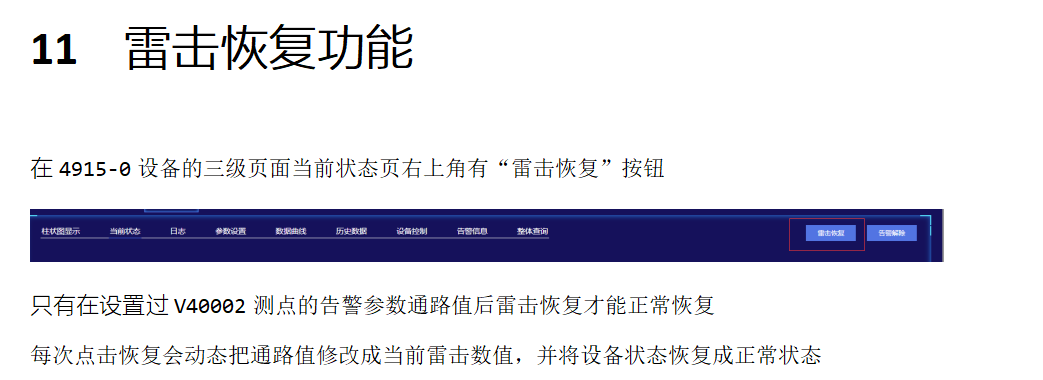 11 雷击恢复功能
在 4915-0 设备的三级页面当前状态页右上角有“雷击恢复”按钮
柱状图显示 当前状态 日志 参数设置 数据曲线 历史数据 设备控制 告警信息 整体查询 雷击恢复 告警解除
只有在设置过 V40002 测点的告警参数通路值后雷击恢复才能正常恢复
每次点击恢复会动态把通路值修改成当前雷击数值，并将设备状态恢复成正常状态